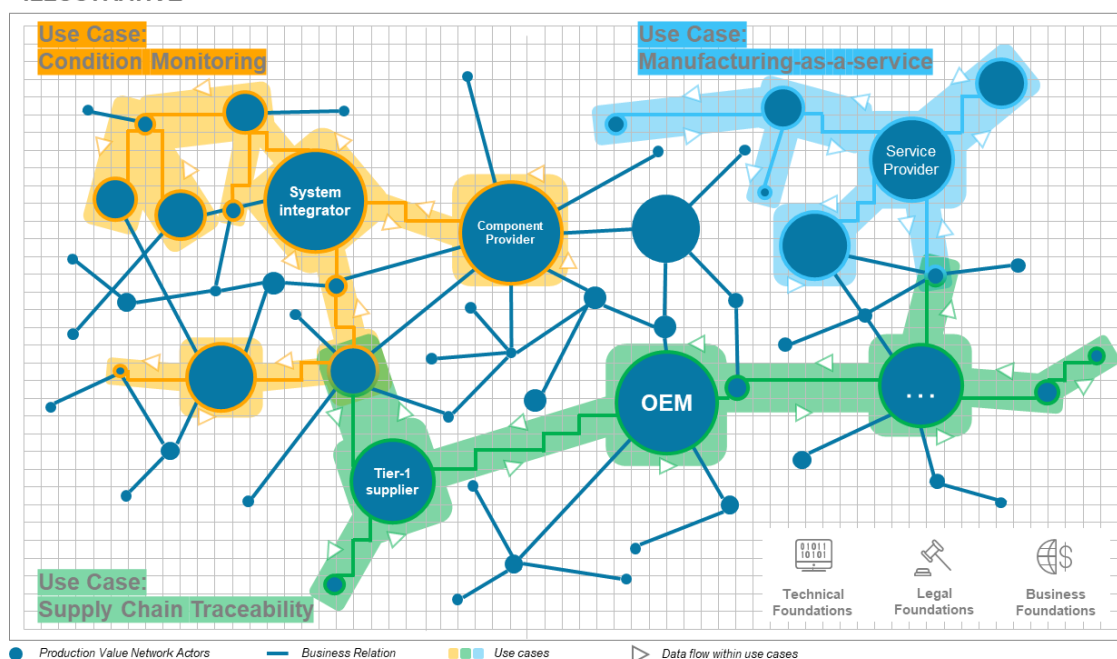 Use Case:
Condition Monitoring
Use Case:
Manufacturing-as-a-service
Service
Provider
System
integrator
Component
Provider
OEM
...
Tier-1
supplier
Use Case:
Supply Chain Traceability
01011
10101
$
Technical
Foundations
Legal
Foundations
Business
Foundations
Production Value Network Actors
Business Relation
Use cases
Data flow within use cases